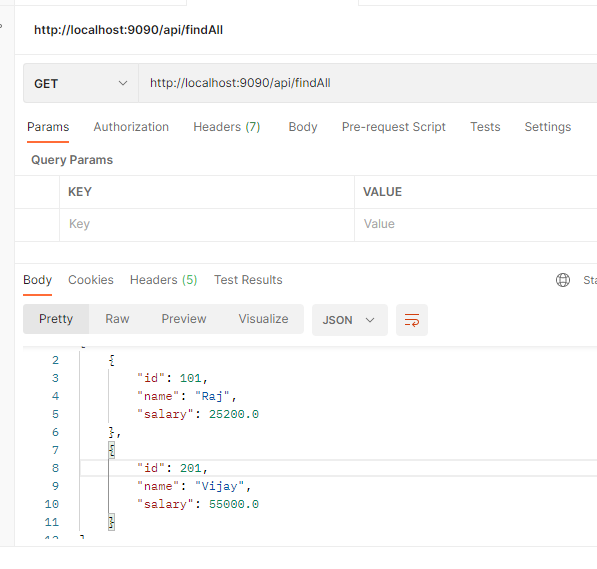 http://localhost:9090/api/findAll
GET http://localhost:9090/api/findAll
Params Authorization Headers (7) Body Pre-request Script Tests Settings
Query Params
KEY VALUE
Key Value
Body Cookies Headers (5) Test Results
Pretty Raw Preview Visualize JSON
2 {
3 "id": 101,
4 "name": "Raj",
5 "salary": 25200.0
6 },
7 {
8 "id": 201,
9 "name": "Vijay",
10 "salary": 55000.0
11 }